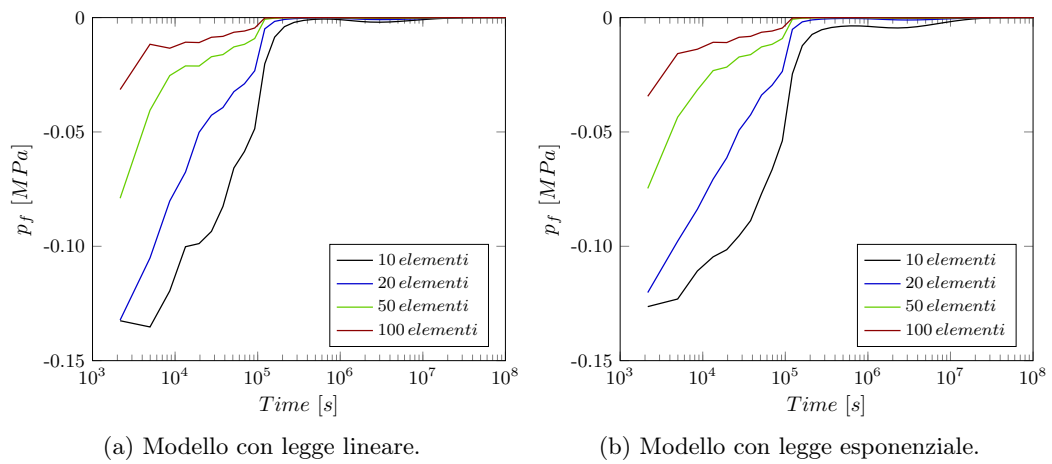 0
-0.05
-0.10
-0.15
p_f [MPa]
10^3
10^4
10^5
10^6
10^7
10^8
Time [s]
10 elementi
20 elementi
50 elementi
100 elementi
(a) Modello con legge lineare.
0
-0.05
-0.10
-0.15
p_f [MPa]
10^3
10^4
10^5
10^6
10^7
10^8
Time [s]
10 elementi
20 elementi
50 elementi
100 elementi
(b) Modello con legge esponenziale.